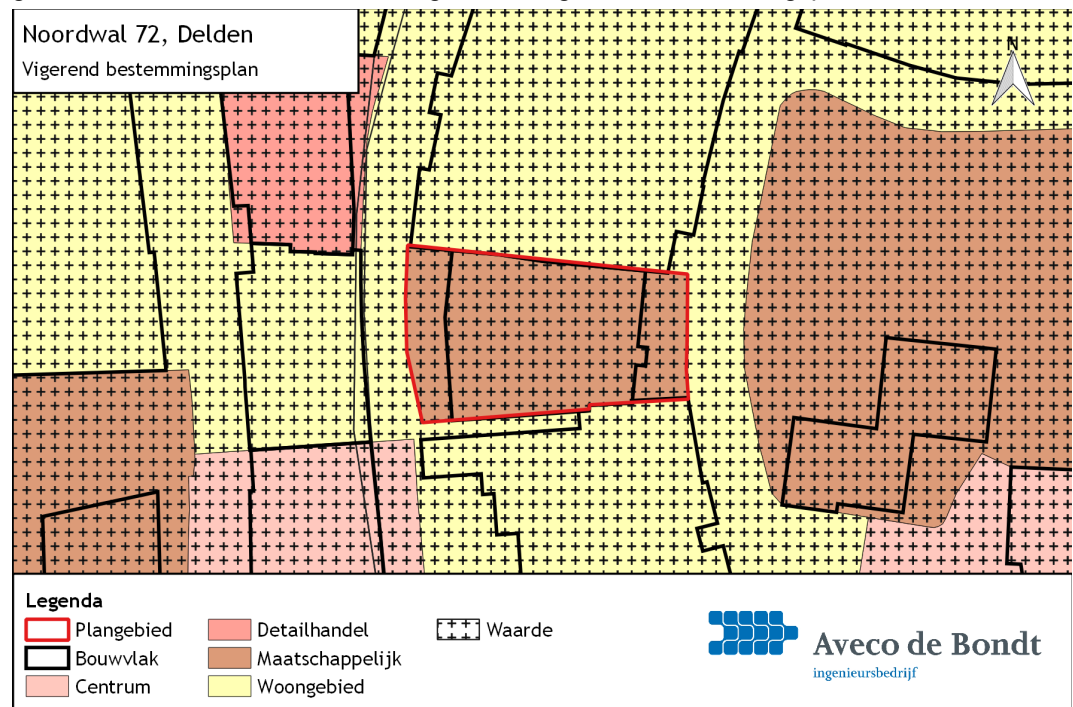 Noordwal 72, Delden
Vigerend bestemmingsplan
N
Legenda
Plangebied
Bouwvlak
Centrum
Detailhandel
Maatschappelijk
Woongebied
Waarde
Aveco de Bondt
ingenieursbedrijf